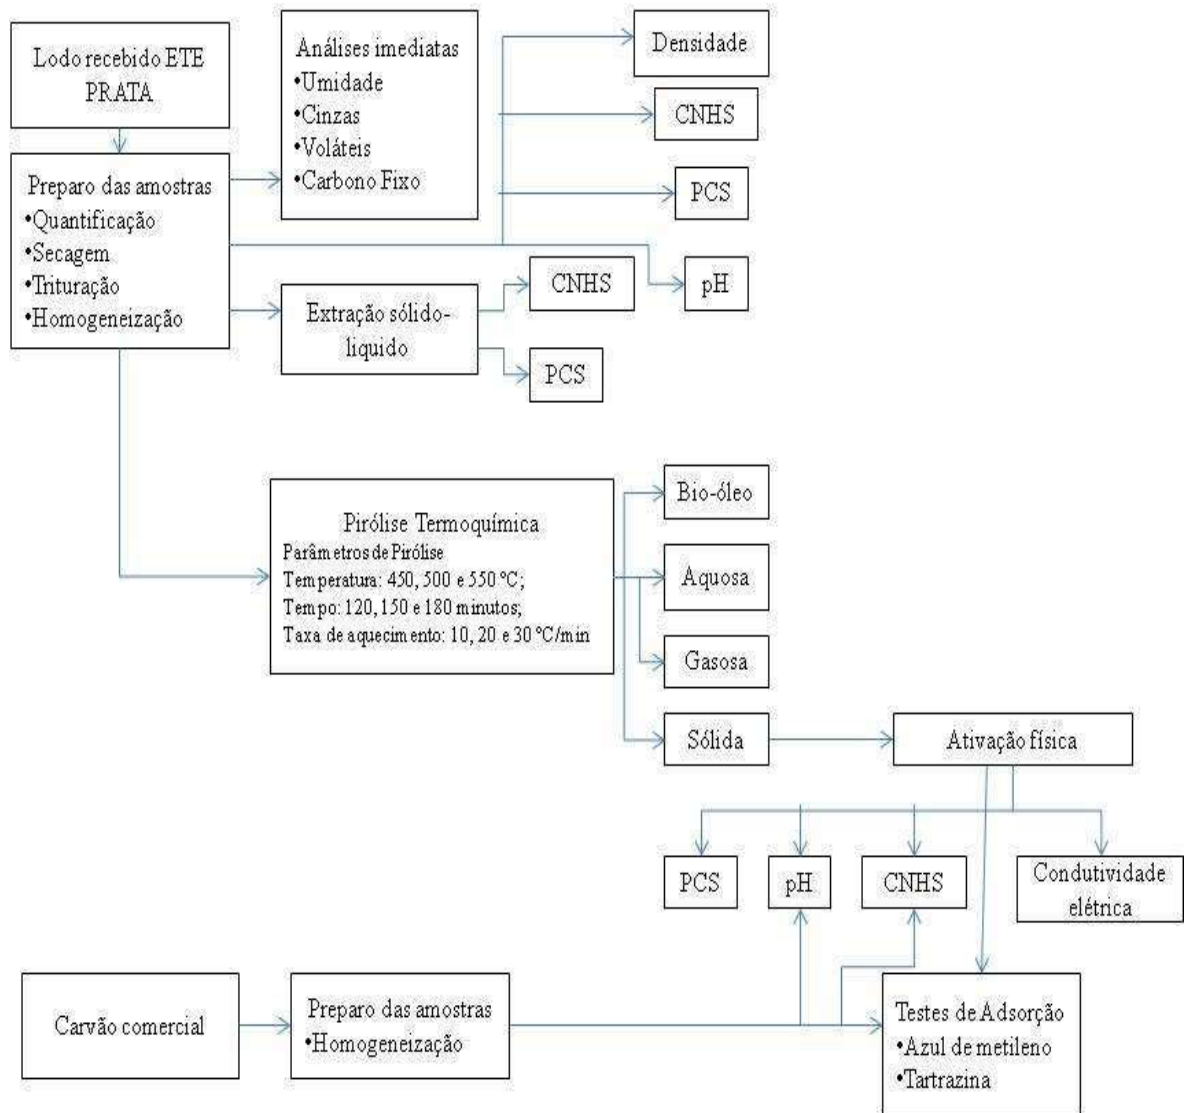 Lodo recebido ETE
PRATA
Análises imediatas
•Umidade
•Cinzas
•Voláteis
•Carbono Fixo
Densidade
CNHS
PCS
pH
Preparo das amostras
•Quantificação
•Secagem
•Trituração
•Homogeneização
Extração sólido-
liquido
CNHS
PCS
Pirólise Termoquímica
Parâmetros de Pirólise
Temperatura: 450, 500 e 550 ºC;
Tempo: 120, 150 e 180 minutos;
Taxa de aquecimento: 10, 20 e 30 ºC/min
Bio-óleo
Aquosa
Gasosa
Sólida
Ativação física
PCS
pH
CNHS
Condutividade
elétrica
Carvão comercial
Preparo das amostras
•Homogeneização
Testes de Adsorção
•Azul de metileno
•Tartrazina